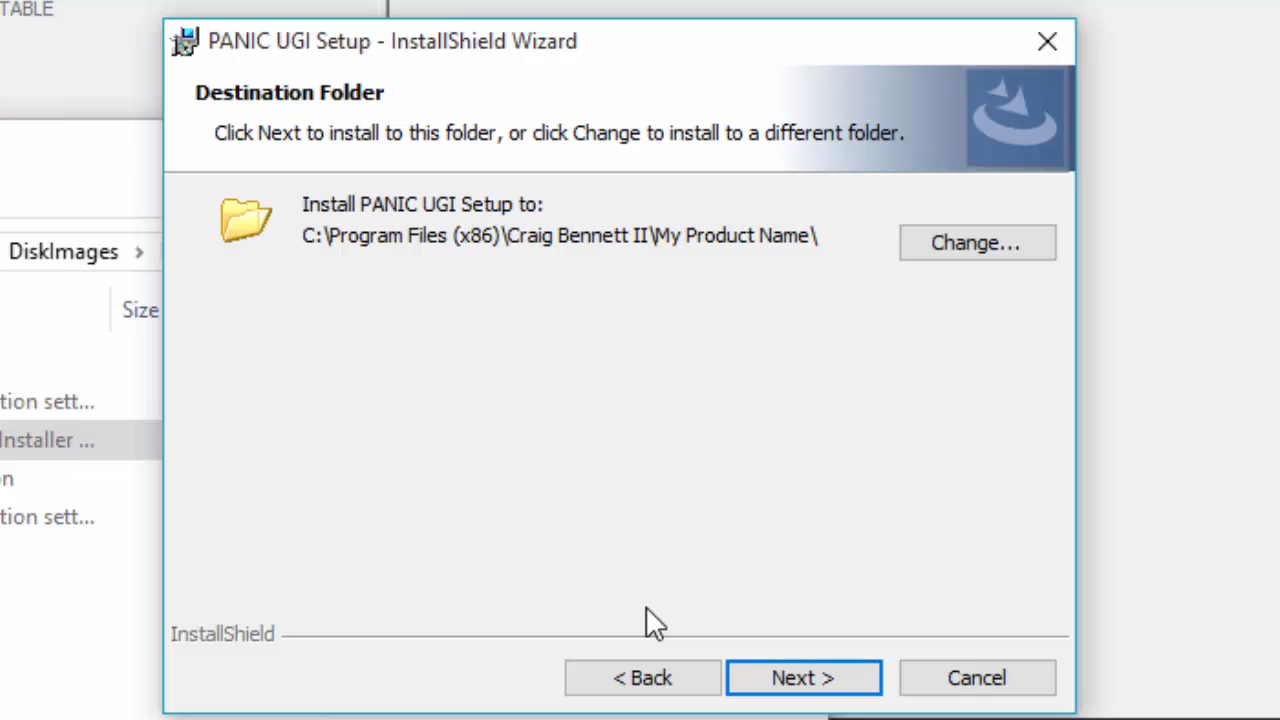 TABLE
PANIC UGI Setup - InstallShield Wizard
Destination Folder
Click Next to install to this folder, or click Change to install to a different folder.
Install PANIC UGI Setup to:
C:\Program Files (x86)\Craig Bennett II\My Product Name\
Change...
DiskImages >
Size
tion sett...
Installer ...
on
tion sett...
InstallShield
< Back
Next >
Cancel